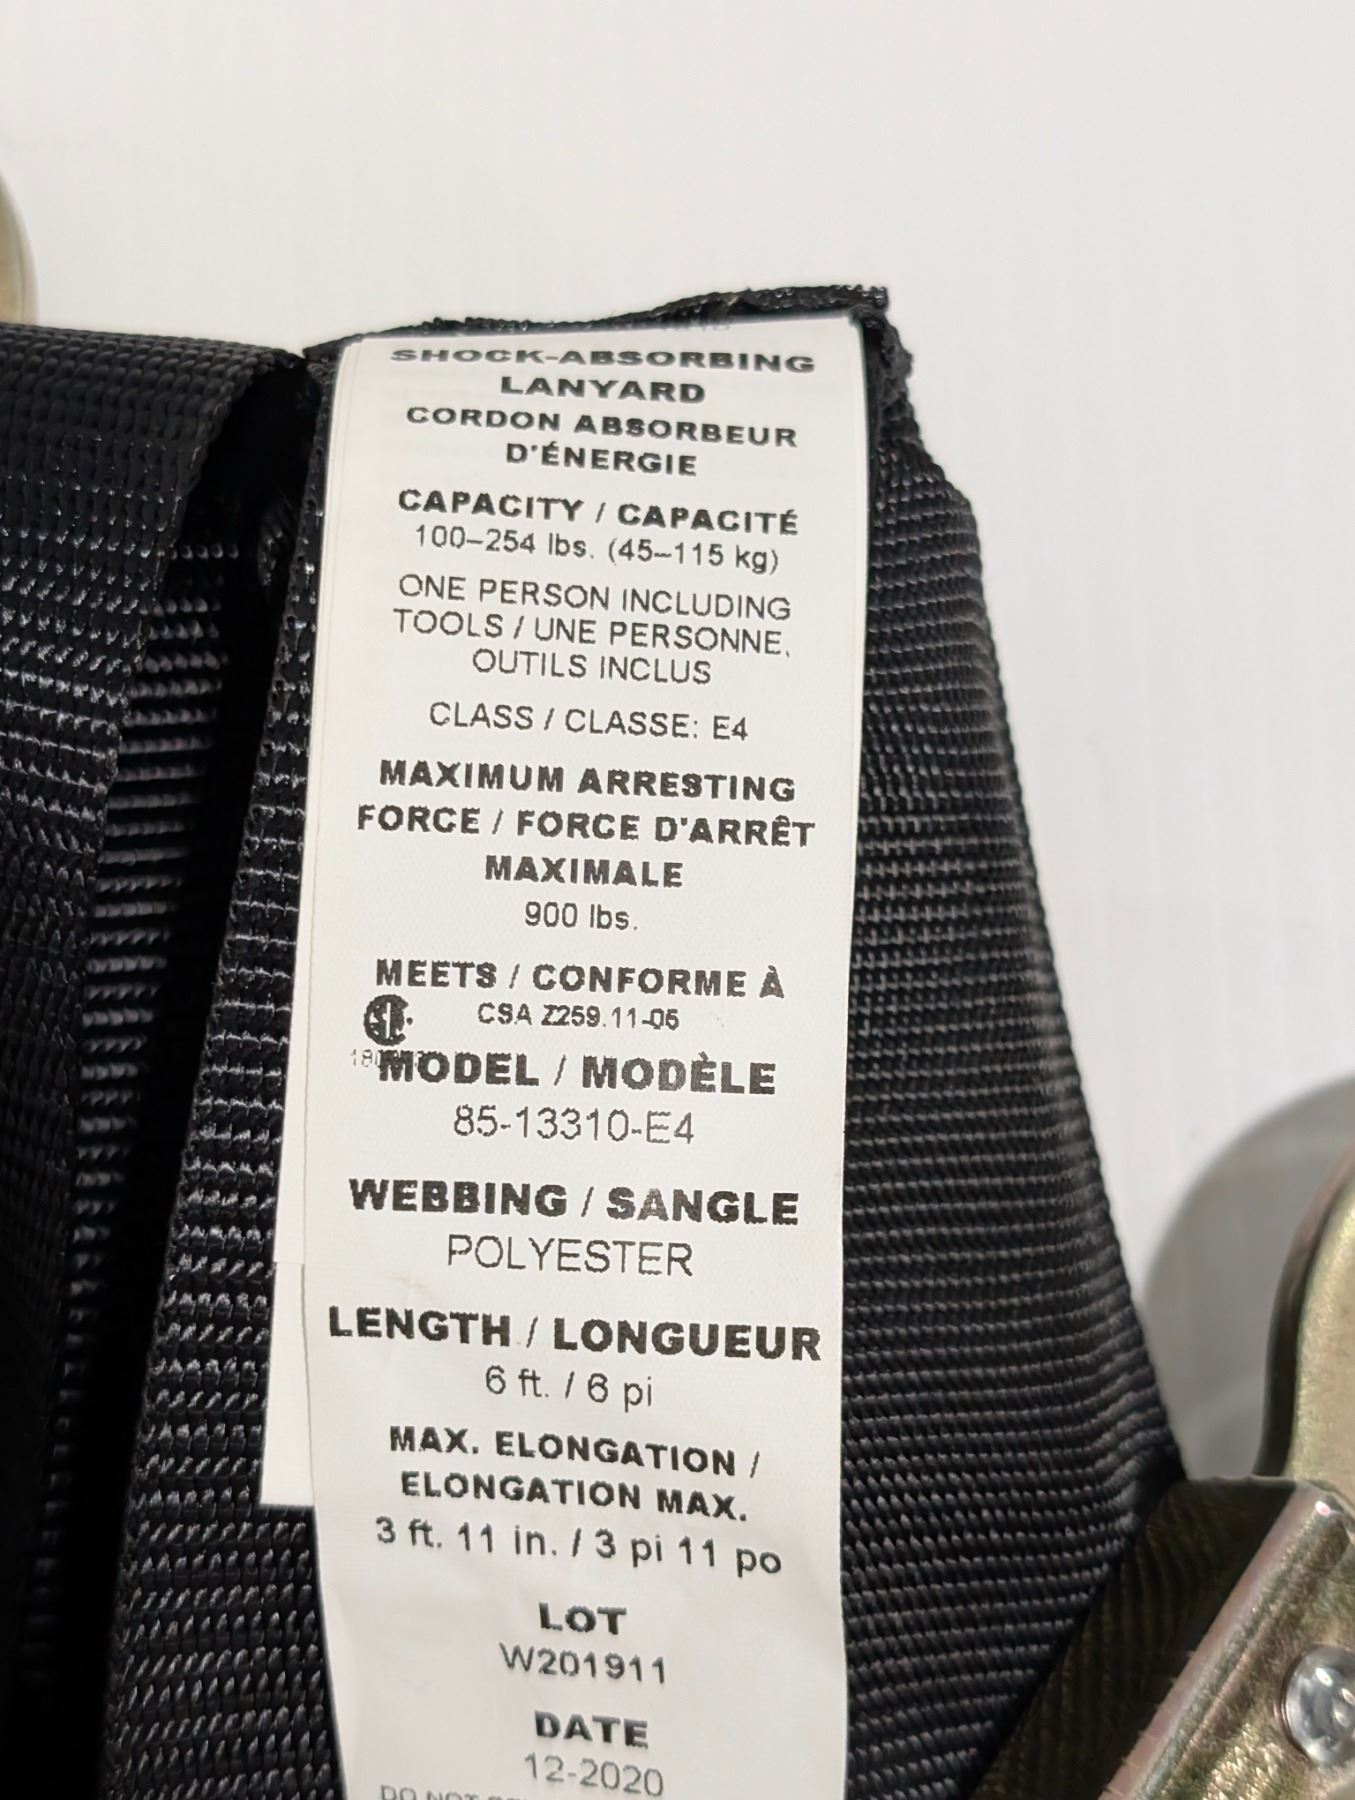 SHOCK-ABSORBING
LANYARD
CORDON ABSORBEUR
D'ÉNERGIE
CAPACITY / CAPACITÉ
100–254 lbs. (45–115 kg)
ONE PERSON INCLUDING
TOOLS / UNE PERSONNE,
OUTILS INCLUS
CLASS / CLASSE: E4
MAXIMUM ARRESTING
FORCE / FORCE D'ARRÊT
MAXIMALE
900 lbs.
MEETS / CONFORME À
CSA Z259.11-05
MODEL / MODÈLE
85-13310-E4
WEBBING / SANGLE
POLYESTER
LENGTH / LONGUEUR
6 ft. / 6 pi
MAX. ELONGATION /
ELONGATION MAX.
3 ft. 11 in. / 3 pi 11 po
LOT
W201911
DATE
12-2020
DO NOT